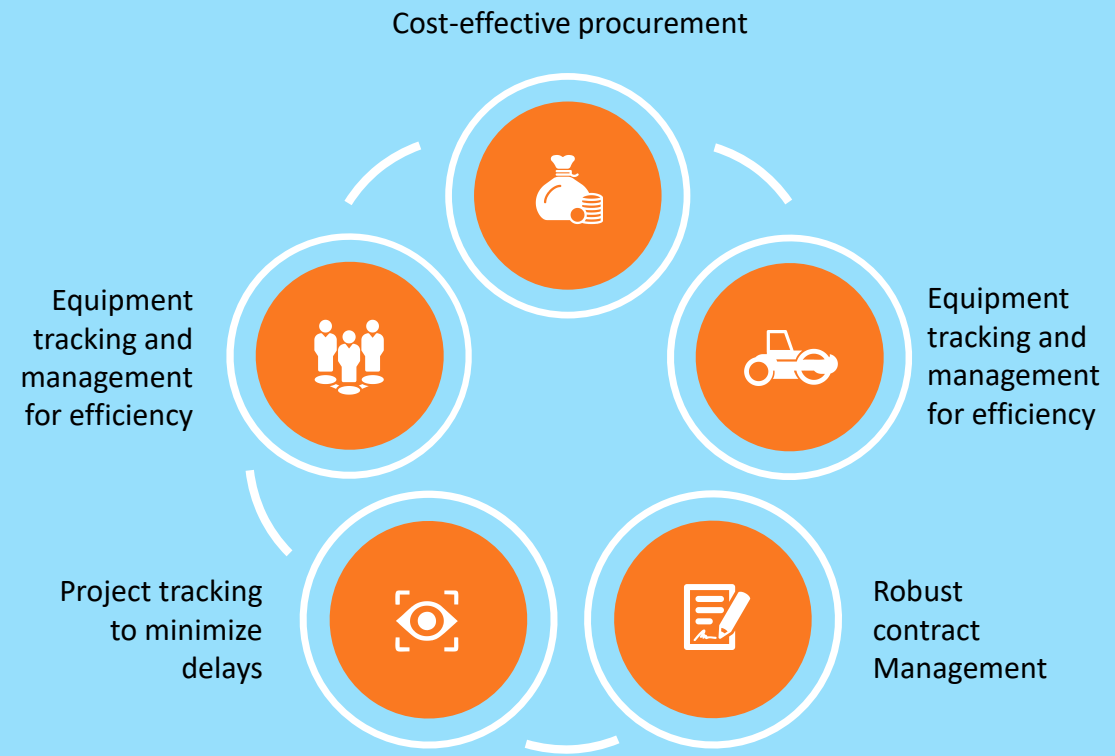 Cost-effective procurement
Equipment
tracking and
management
for efficiency
Equipment
tracking and
management
for efficiency
Project tracking
to minimize
delays
Robust
contract
Management